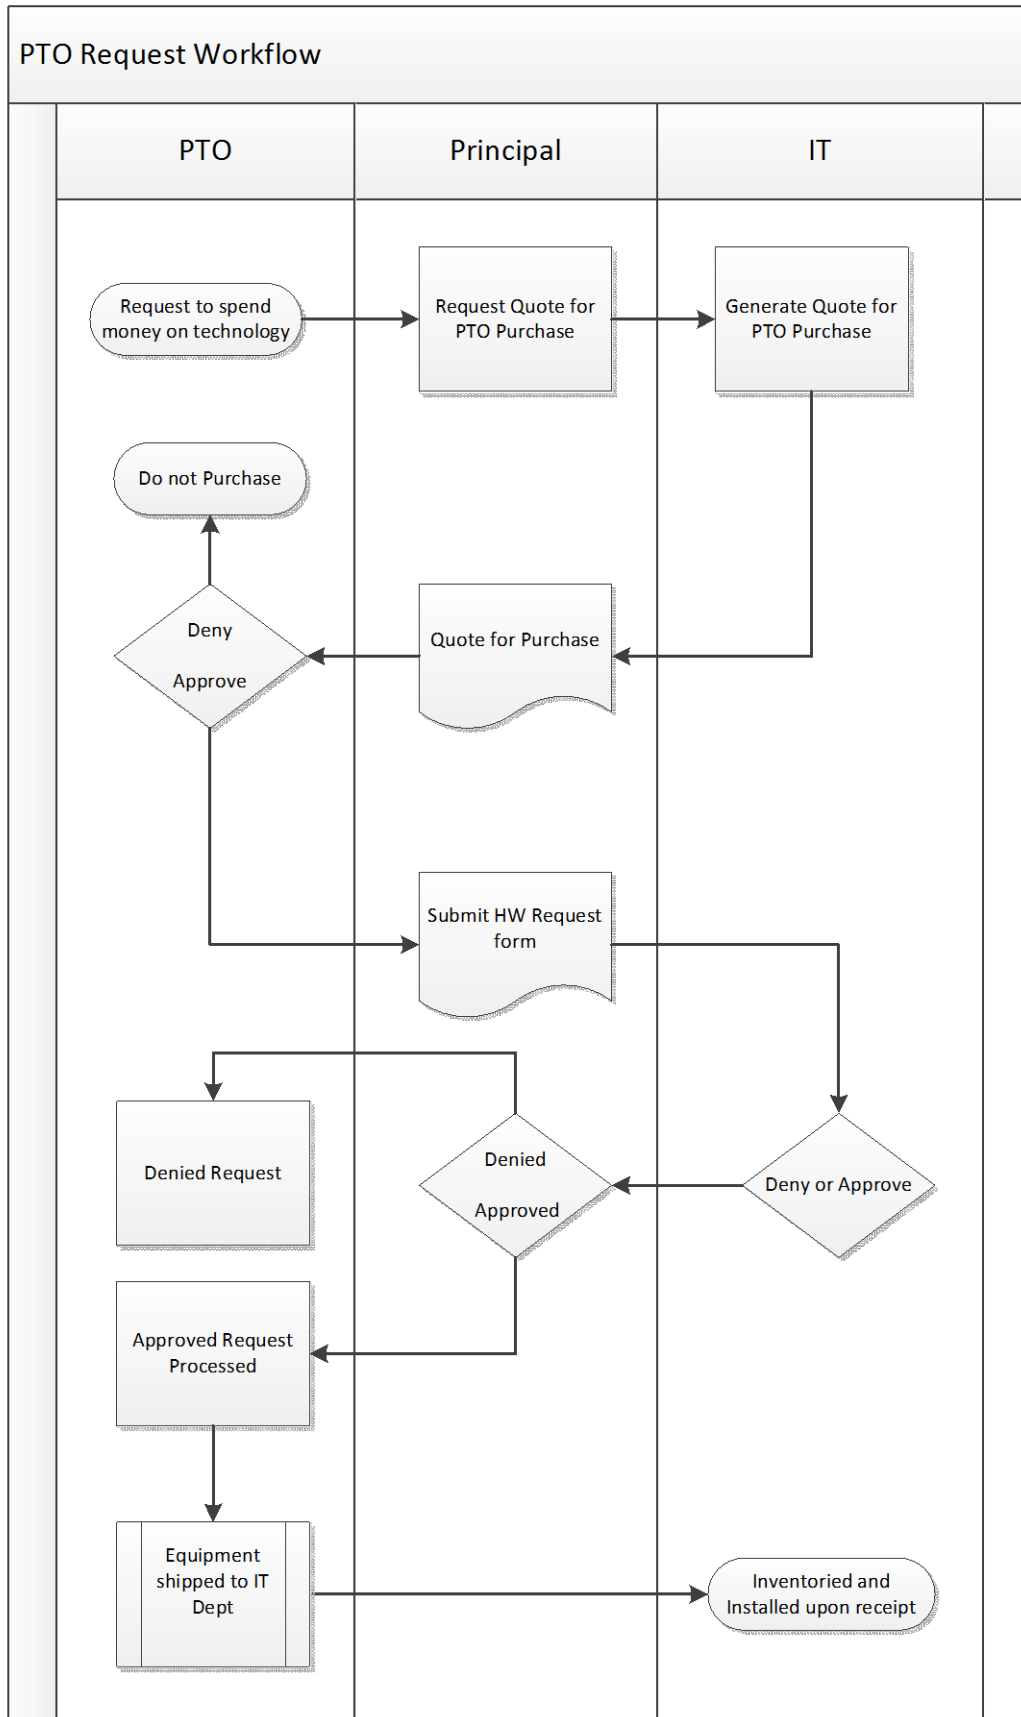 PTO Request Workflow
PTO
Principal
IT
Request to spend
money on technology
Request Quote for
PTO Purchase
Generate Quote for
PTO Purchase
Do not Purchase
Deny
Approve
Quote for Purchase
Submit HW Request
form
Denied Request
Denied
Approved
Deny or Approve
Approved Request
Processed
Equipment
shipped to IT
Dept
Inventoried and
Installed upon receipt